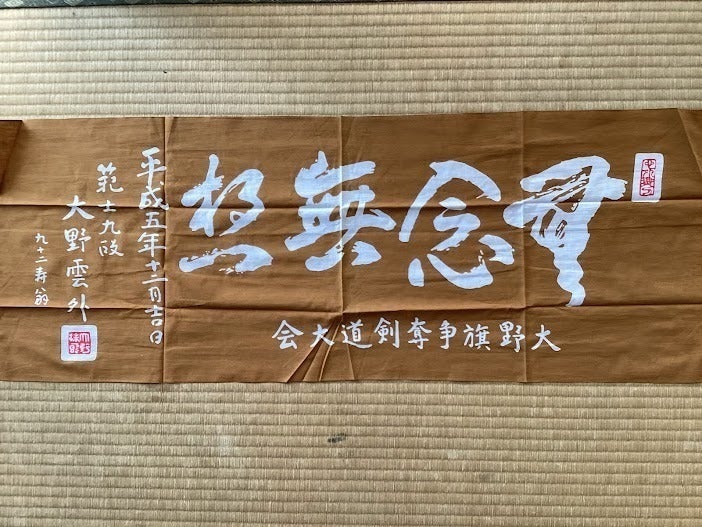 無念無想
大野旗争奪剣道大会
平成五年十二月吉日
範士九段
大野雲外
九十二寿翁